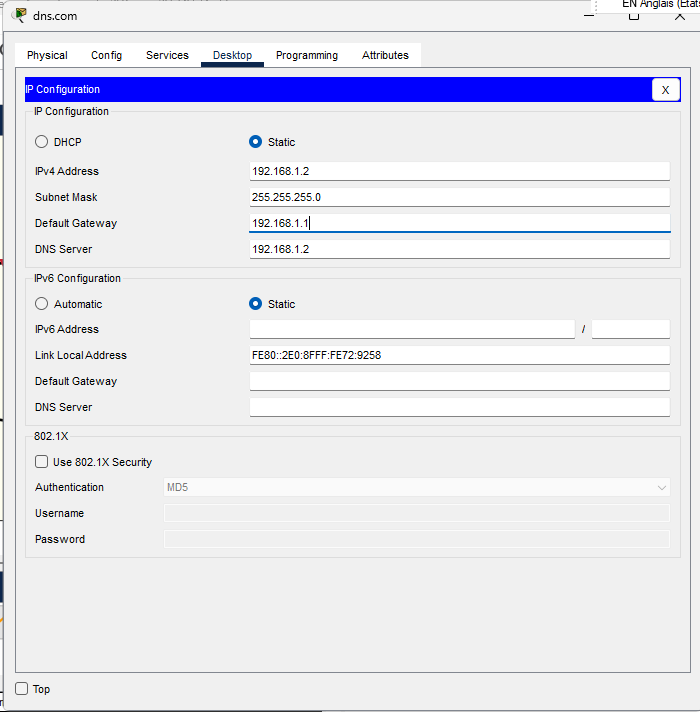 EN Anglais (États
dns.com
Physical Config Services Desktop Programming Attributes
IP Configuration X
IP Configuration
DHCP Static
IPv4 Address 192.168.1.2
Subnet Mask 255.255.255.0
Default Gateway 192.168.1.1
DNS Server 192.168.1.2
IPv6 Configuration
Automatic Static
IPv6 Address /
Link Local Address FE80::2E0:8FFF:FE72:9258
Default Gateway
DNS Server
802.1X
Use 802.1X Security
Authentication MD5
Username
Password
Top